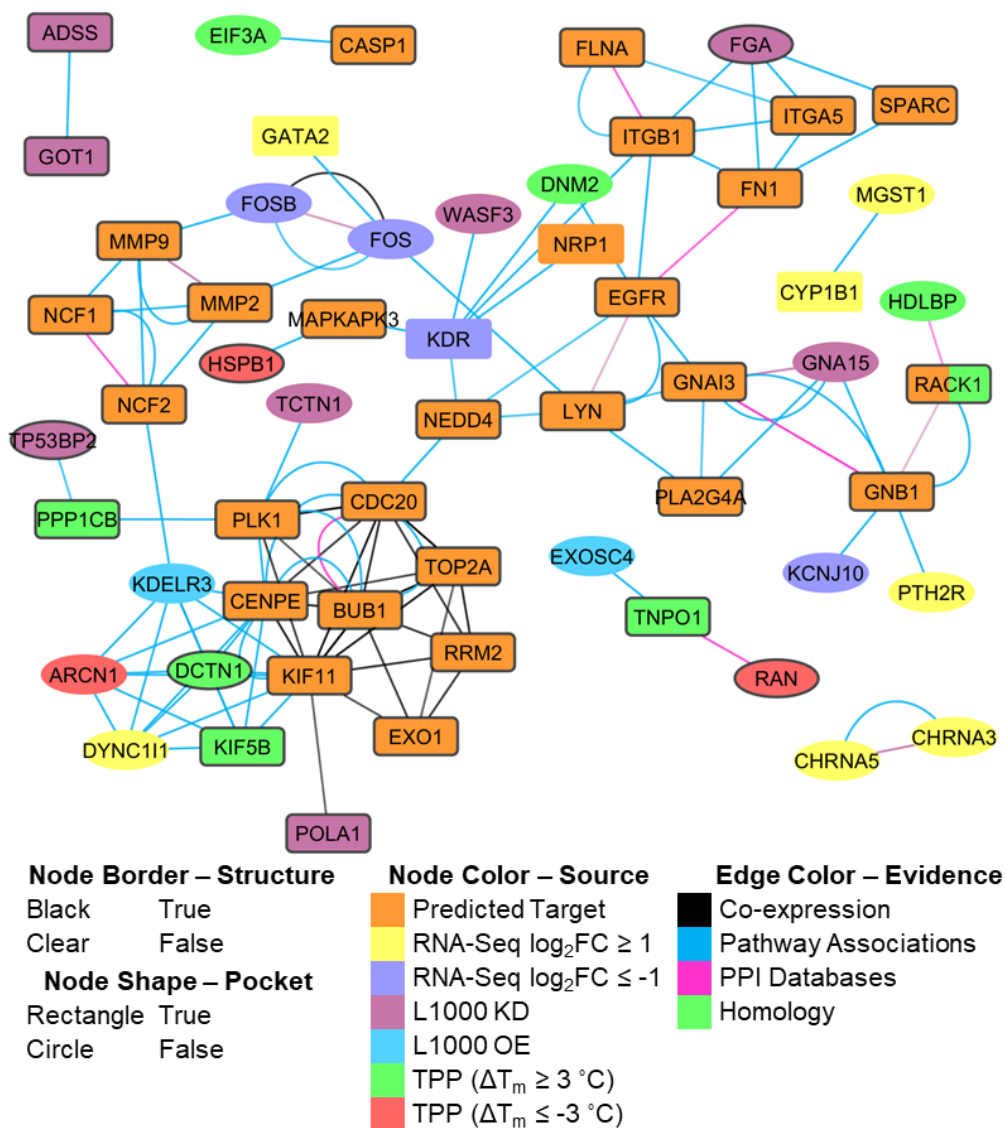 ADSS
EIF3A
CASP1
FLNA
FGA
SPARC
ITGA5
ITGB1
GATA2
GOT1
DNM2
FN1
MGST1
FOSB
WASF3
FOS
NRP1
MMP9
EGFR
CYP1B1
MMP2
HDLBP
NCF1
MAPKAPK3
KDR
GNA15
HSPB1
GNAI3
RACK1
NCF2
TCTN1
NEDD4
LYN
TP53BP2
CDC20
PLA2G4A
GNB1
PPP1CB
PLK1
TOP2A
EXOSC4
KCNJ10
KDELR3
CENPE
BUB1
PTH2R
TNPO1
RRM2
ARCN1
DCTN1
KIF11
RAN
EXO1
DYNC1I1
KIF5B
CHRNA3
CHRNA5
POLA1
Node Border – Structure
Black True
Clear False
Node Shape – Pocket
Rectangle True
Circle False
Node Color – Source
Predicted Target
RNA-Seq log₂FC ≥ 1
RNA-Seq log₂FC ≤ -1
L1000 KD
L1000 OE
TPP (ΔTₘ ≥ 3 °C)
TPP (ΔTₘ ≤ -3 °C)
Edge Color – Evidence
Co-expression
Pathway Associations
PPI Databases
Homology